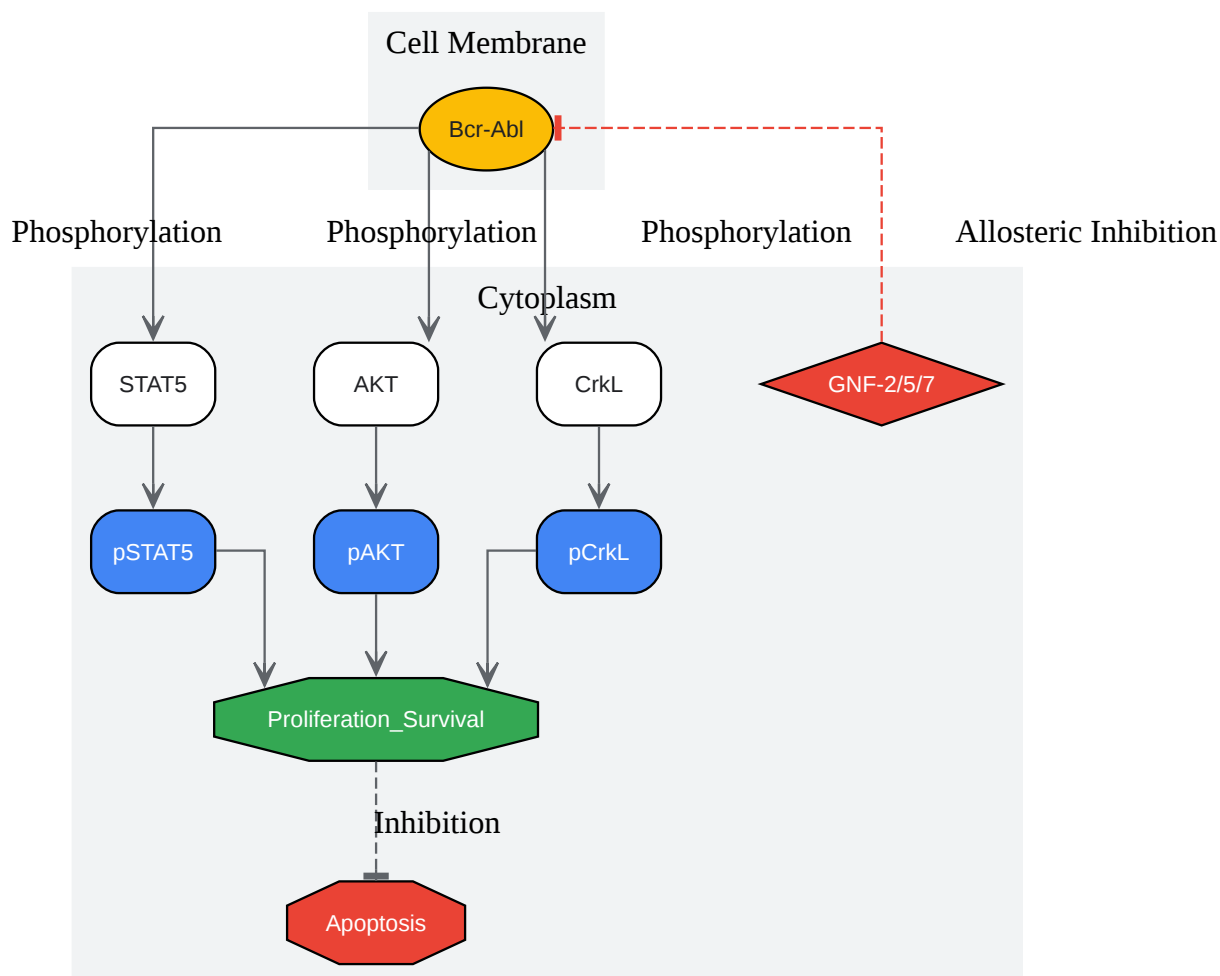 Cell Membrane
Bcr-Abl
Phosphorylation
Phosphorylation
Phosphorylation
Allosteric Inhibition
Cytoplasm
STAT5
AKT
CrkL
GNF-2/5/7
pSTAT5
pAKT
pCrkL
Proliferation_Survival
Inhibition
Apoptosis